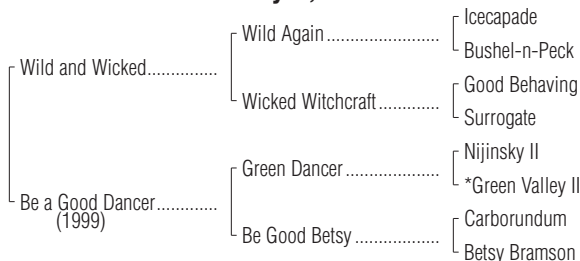 Icecapade
Wild Again
Bushel-n-Peck
Wild and Wicked
Good Behaving
Wicked Witchcraft
Surrogate
Nijinsky II
Green Dancer
*Green Valley II
Be a Good Dancer
(1999)
Carborundum
Be Good Betsy
Betsy Bramson